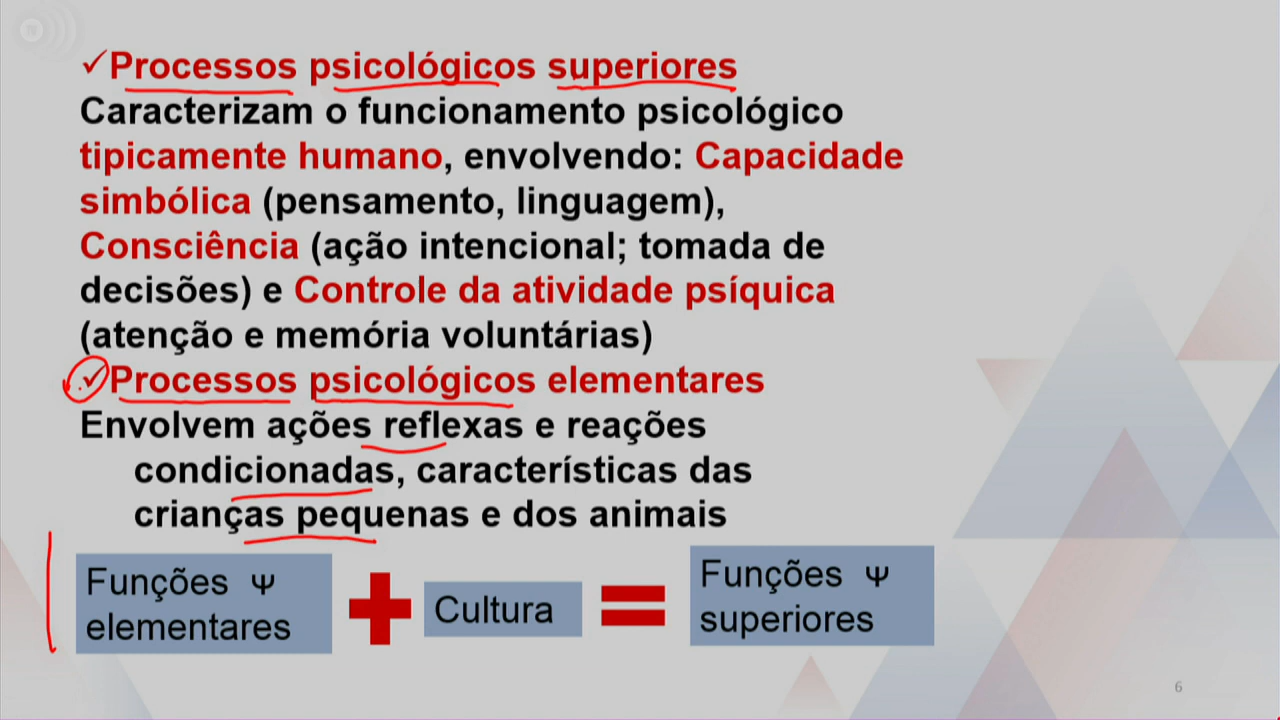 ✓Processos psicológicos superiores
Caracterizam o funcionamento psicológico
tipicamente humano, envolvendo: Capacidade
simbólica (pensamento, linguagem),
Consciência (ação intencional; tomada de
decisões) e Controle da atividade psíquica
(atenção e memória voluntárias)
✓Processos psicológicos elementares
Envolvem ações reflexas e reações
condicionadas, características das
crianças pequenas e dos animais
Funções Ψ
elementares
+
Cultura
=
Funções Ψ
superiores
6